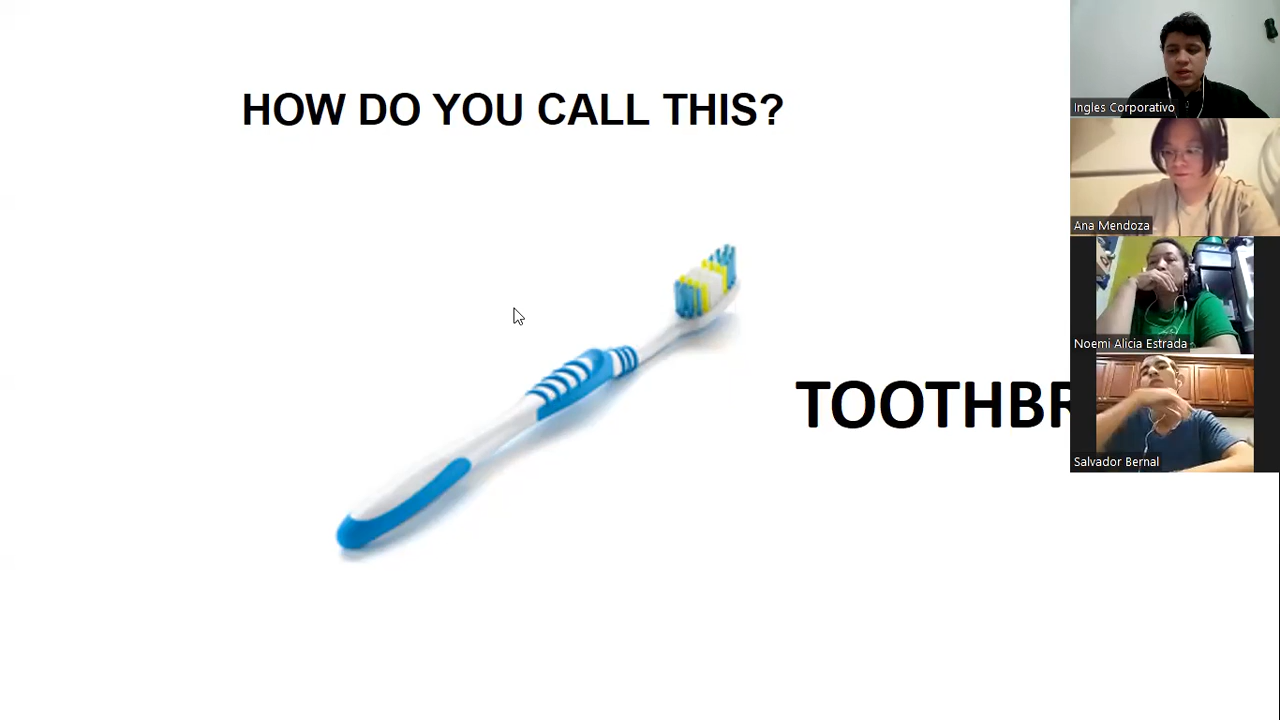 HOW DO YOU CALL THIS?
TOOTHBR
Ingles Corporativo
Ana Mendoza
Noemi Alicia Estrada
Salvador Bernal